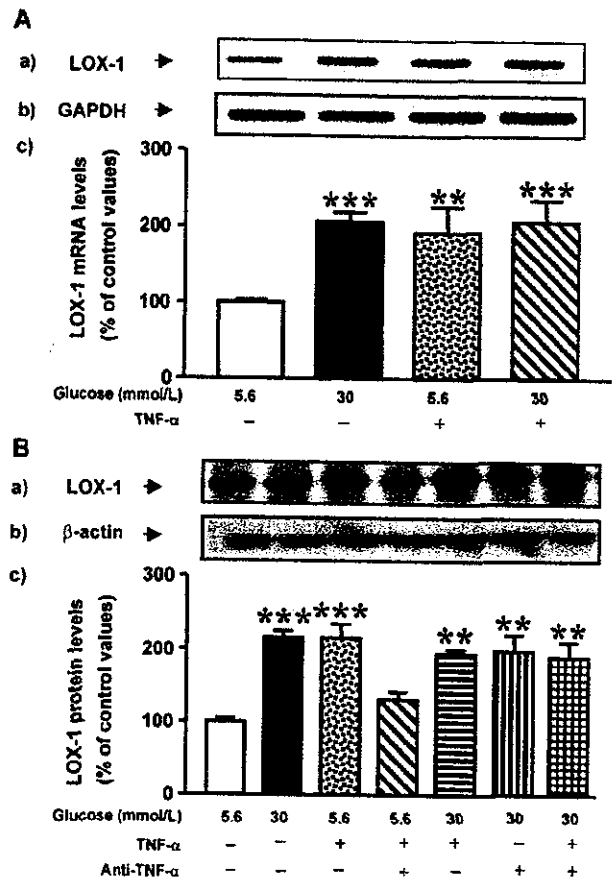 A
a) LOX-1
b) GAPDH
c)
LOX-1 mRNA levels
(% of control values)
300
200
100
0
***
**
***
Glucose (mmol/L) 5.6 30 5.6 30
TNF-α – – + +
B
a) LOX-1
b) β-actin
c)
LOX-1 protein levels
(% of control values)
300
200
100
0
***
***
**
**
**
Glucose (mmol/L) 5.6 30 5.6 5.6 30 30 30
TNF-α – – + + + – +
Anti-TNF-α – – – + – + +